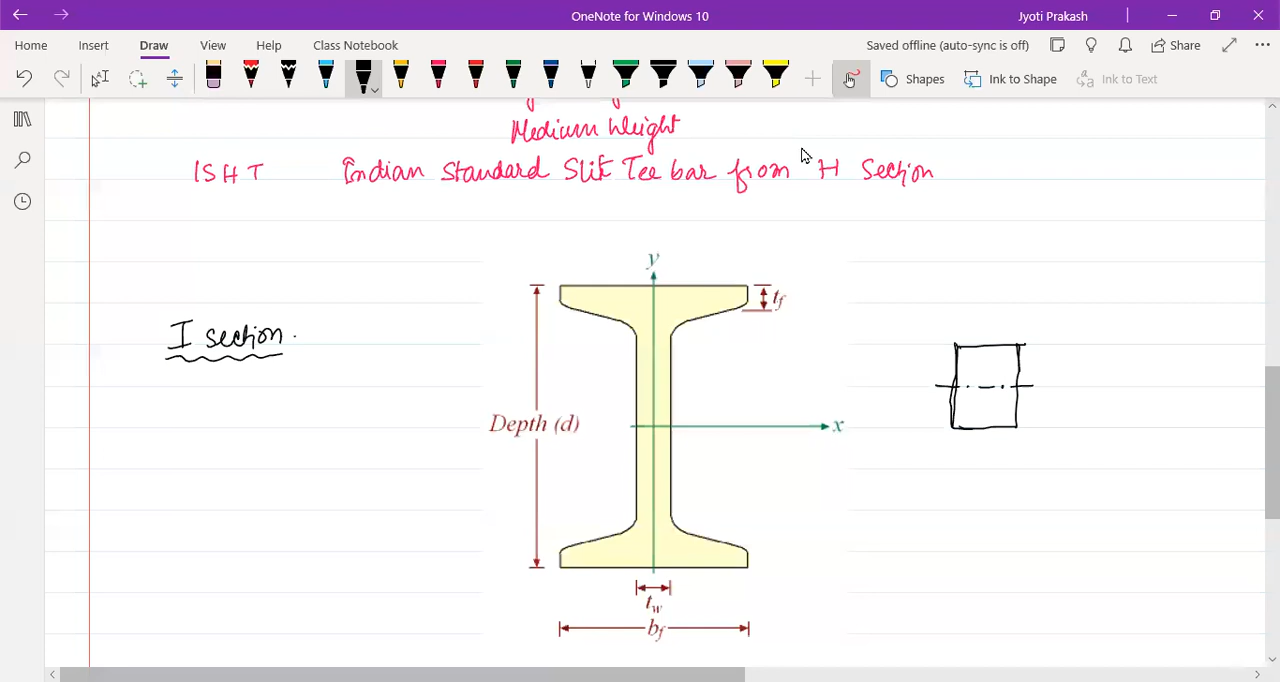 OneNote for Windows 10
Jyoti Prakash
Home Insert Draw View Help Class Notebook
Saved offline (auto-sync is off) Share
Shapes Ink to Shape Ink to Text
Medium Weight
ISHT Indian Standard Slit Tee bar from H Section
y
tf
I section.
Depth (d)
x
tw
bf